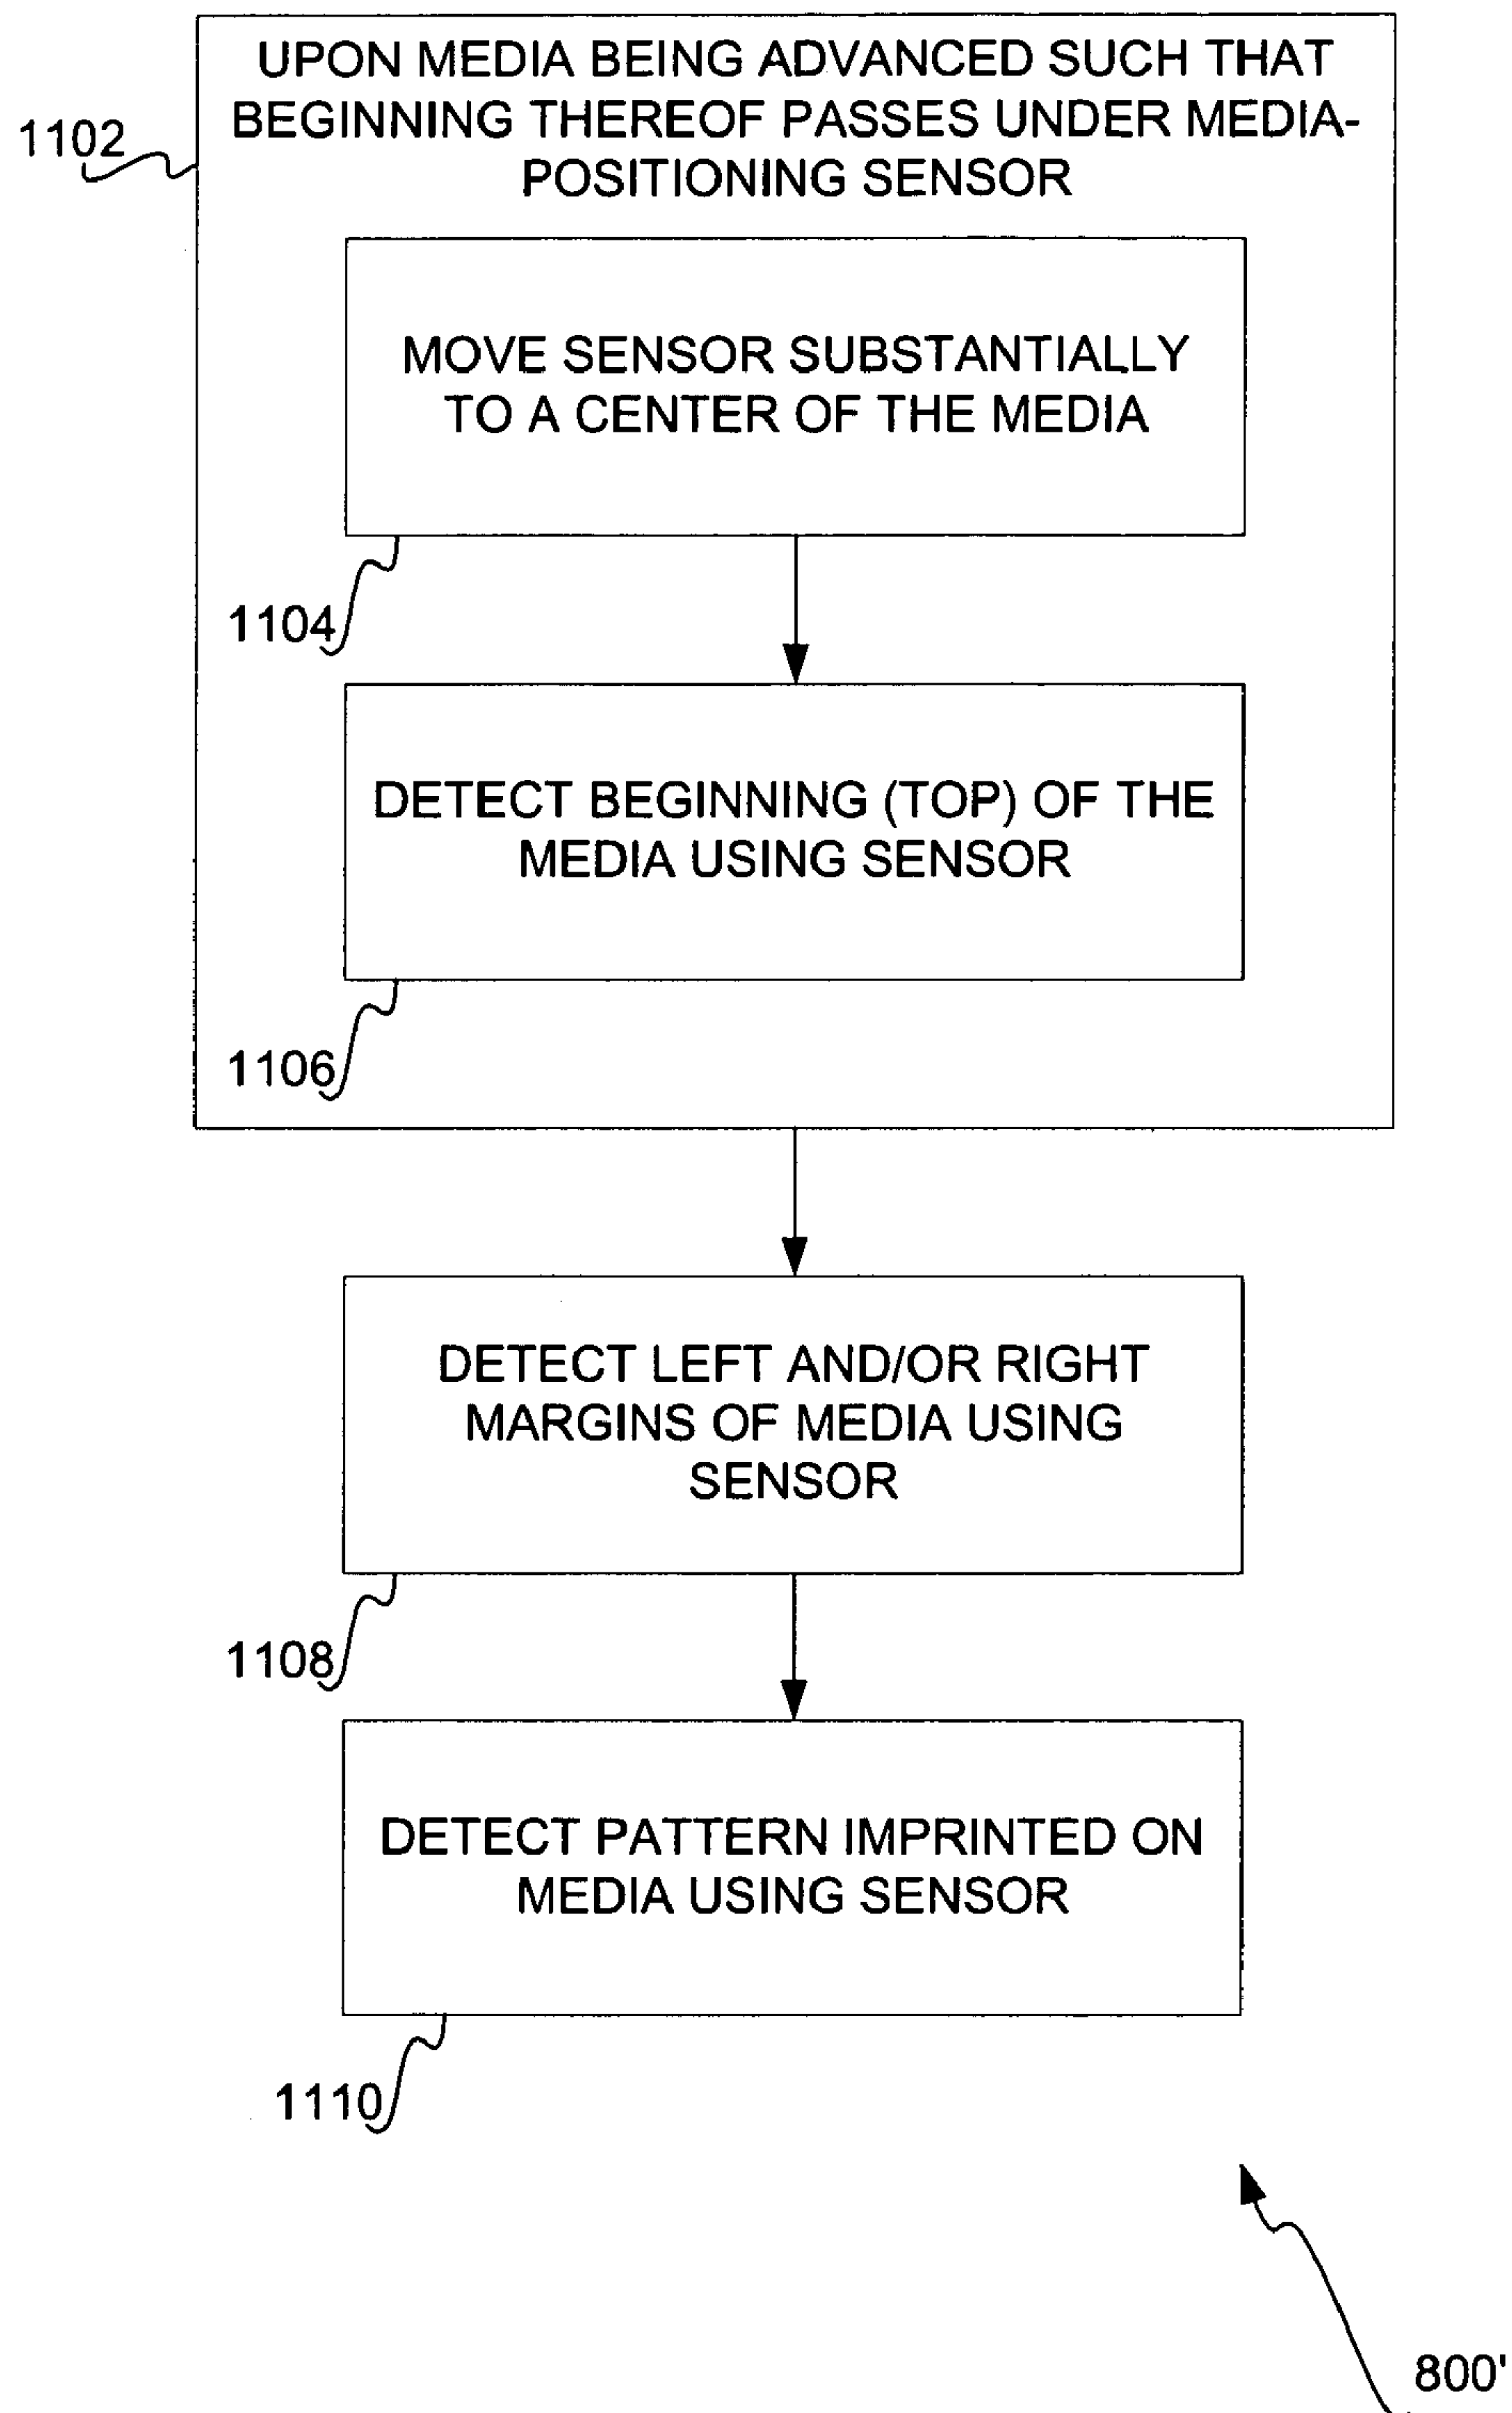 UPON MEDIA BEING ADVANCED SUCH THAT
BEGINNING THEREOF PASSES UNDER MEDIA-
POSITIONING SENSOR
1102
MOVE SENSOR SUBSTANTIALLY
TO A CENTER OF THE MEDIA
1104
DETECT BEGINNING (TOP) OF THE
MEDIA USING SENSOR
1106
DETECT LEFT AND/OR RIGHT
MARGINS OF MEDIA USING
SENSOR
1108
DETECT PATTERN IMPRINTED ON
MEDIA USING SENSOR
1110
800'